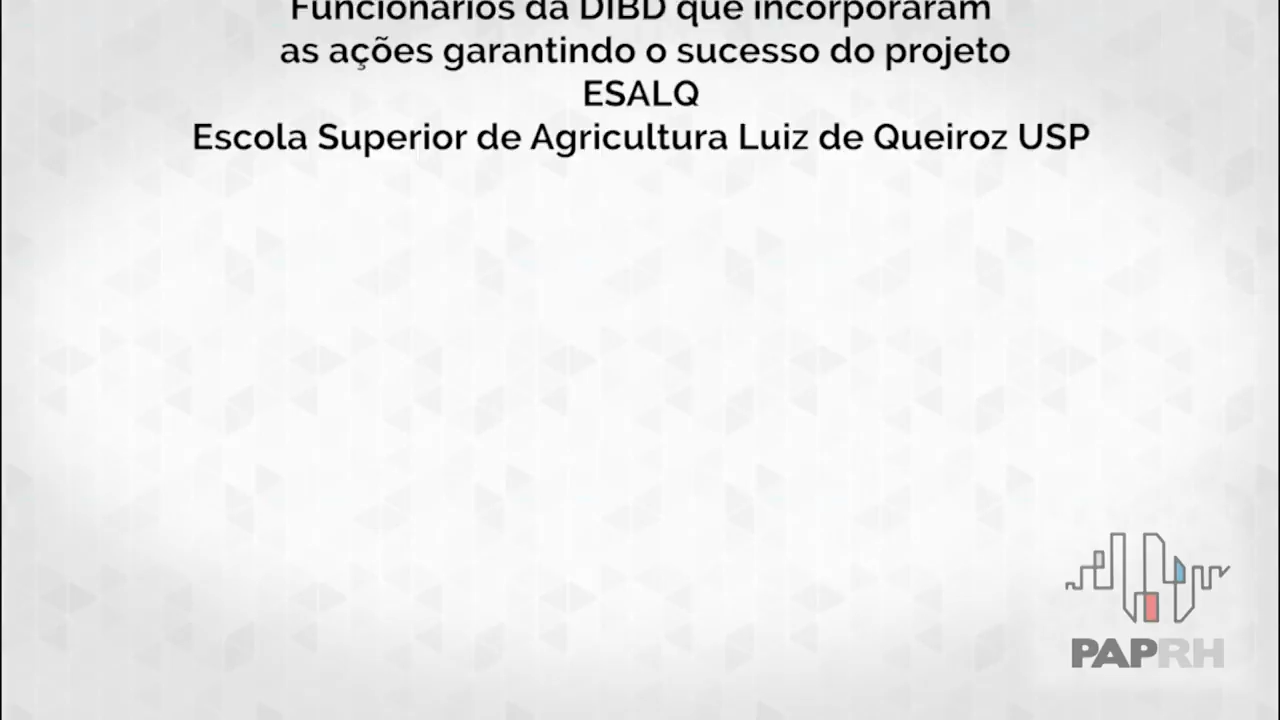 Funcionários da DIBD que incorporaram
as ações garantindo o sucesso do projeto
ESALQ
Escola Superior de Agricultura Luiz de Queiroz USP
PAPRH